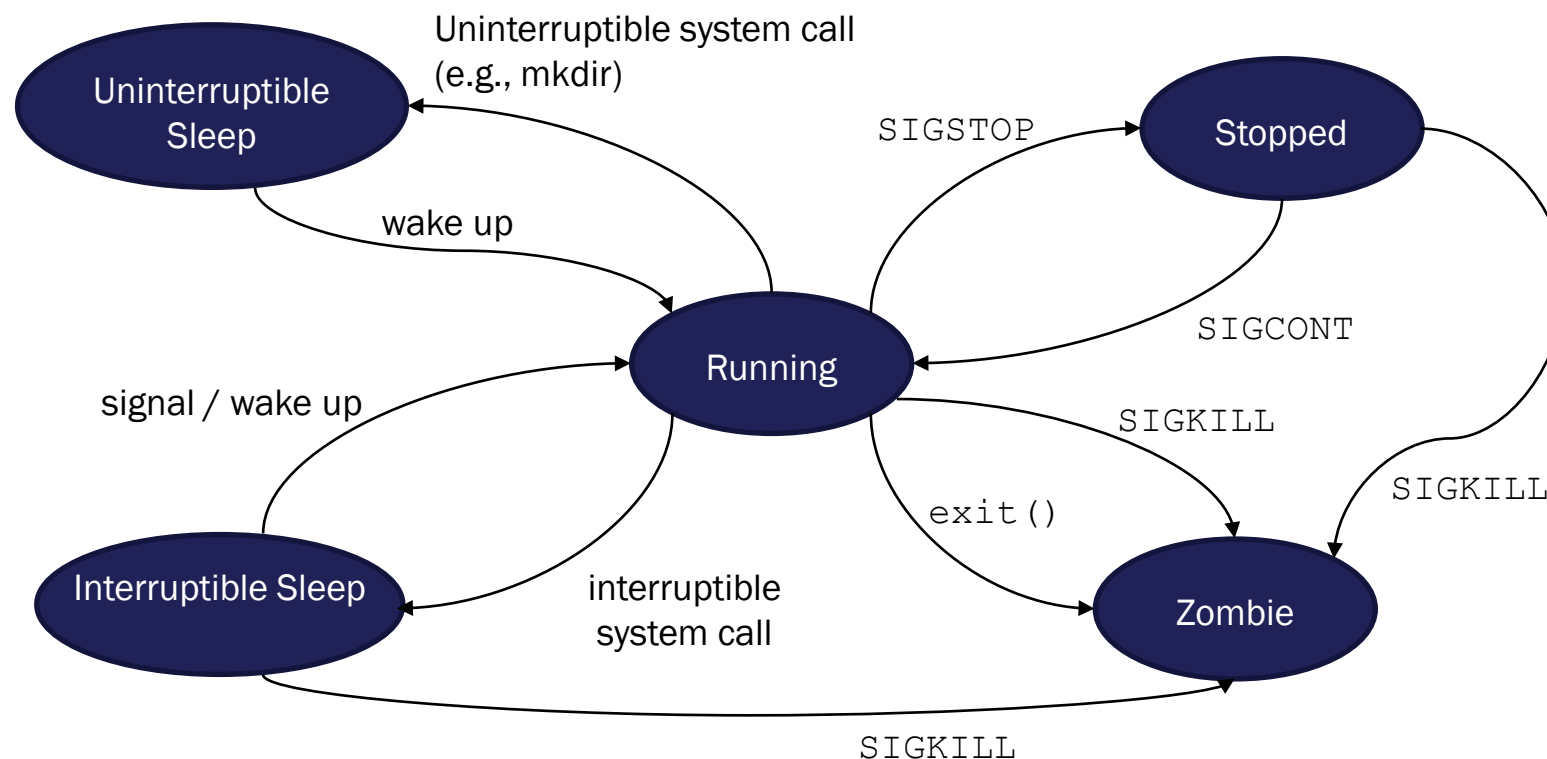 Uninterruptible system call
(e.g., mkdir)
Uninterruptible
Sleep
SIGSTOP
Stopped
wake up
SIGCONT
Running
signal / wake up
SIGKILL
SIGKILL
exit()
Interruptible Sleep
interruptible
system call
Zombie
SIGKILL